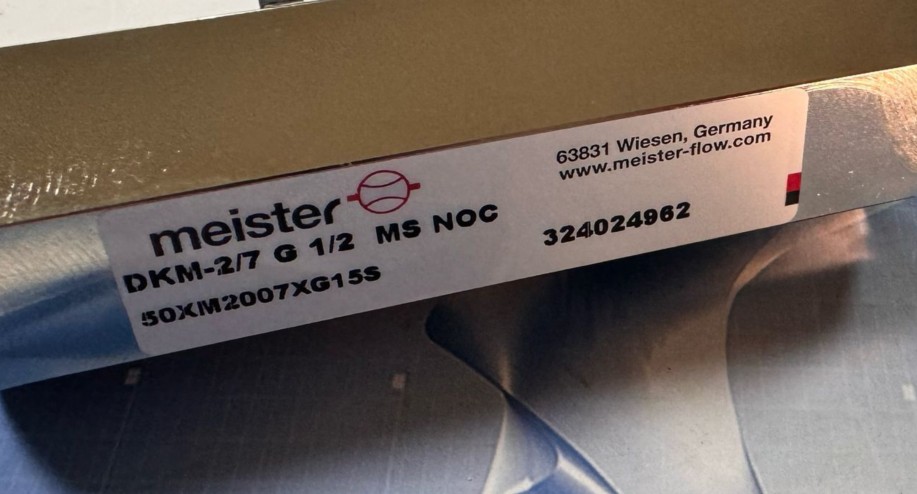 meister
DKM-2/7 G 1/2 MS NOC
50XM2007XG15S
63831 Wiesen, Germany
www.meister-flow.com
324024962